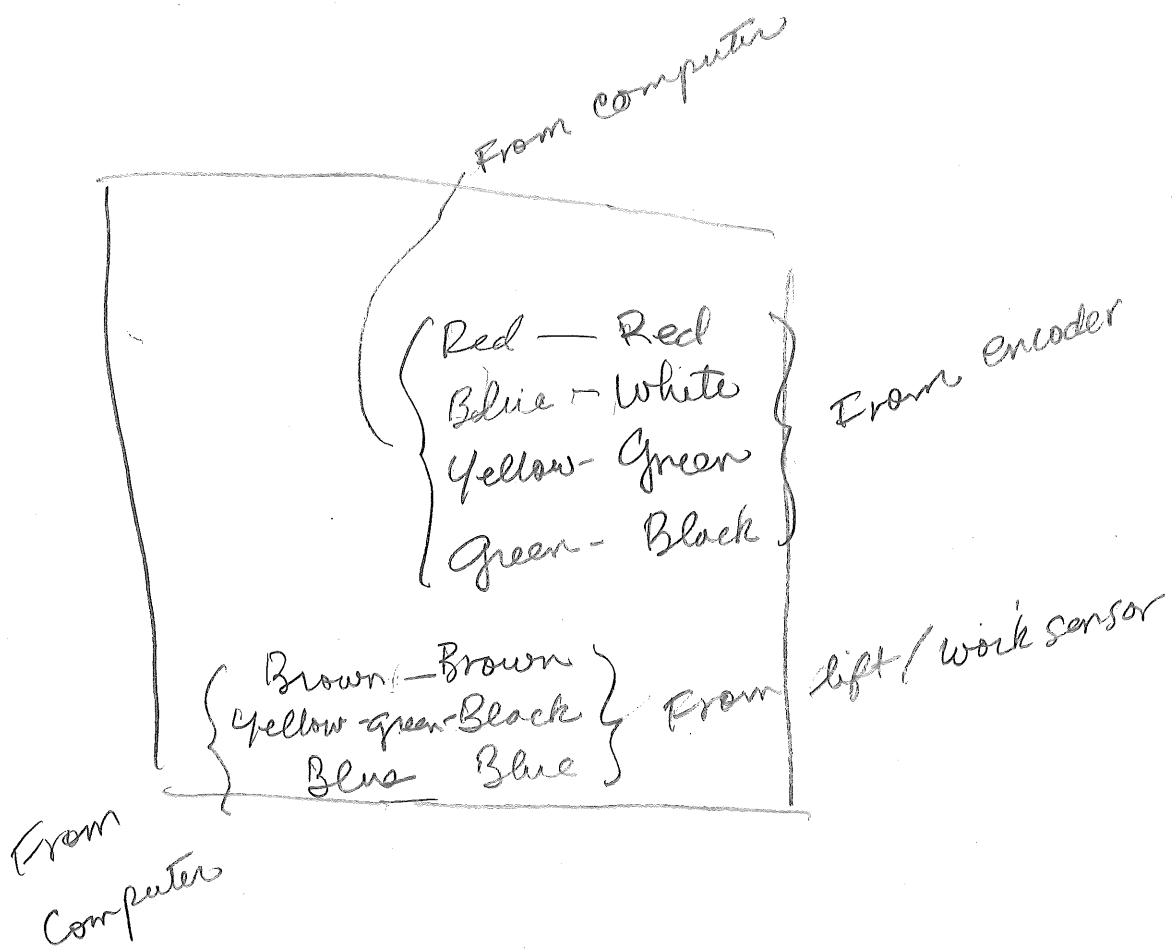 From computer
Red — Red
Blue - White
Yellow - Green
Green - Black
From encoder
Brown - Brown
Yellow-green-Black
Blue Blue
From lift/work sensor
From
Computer